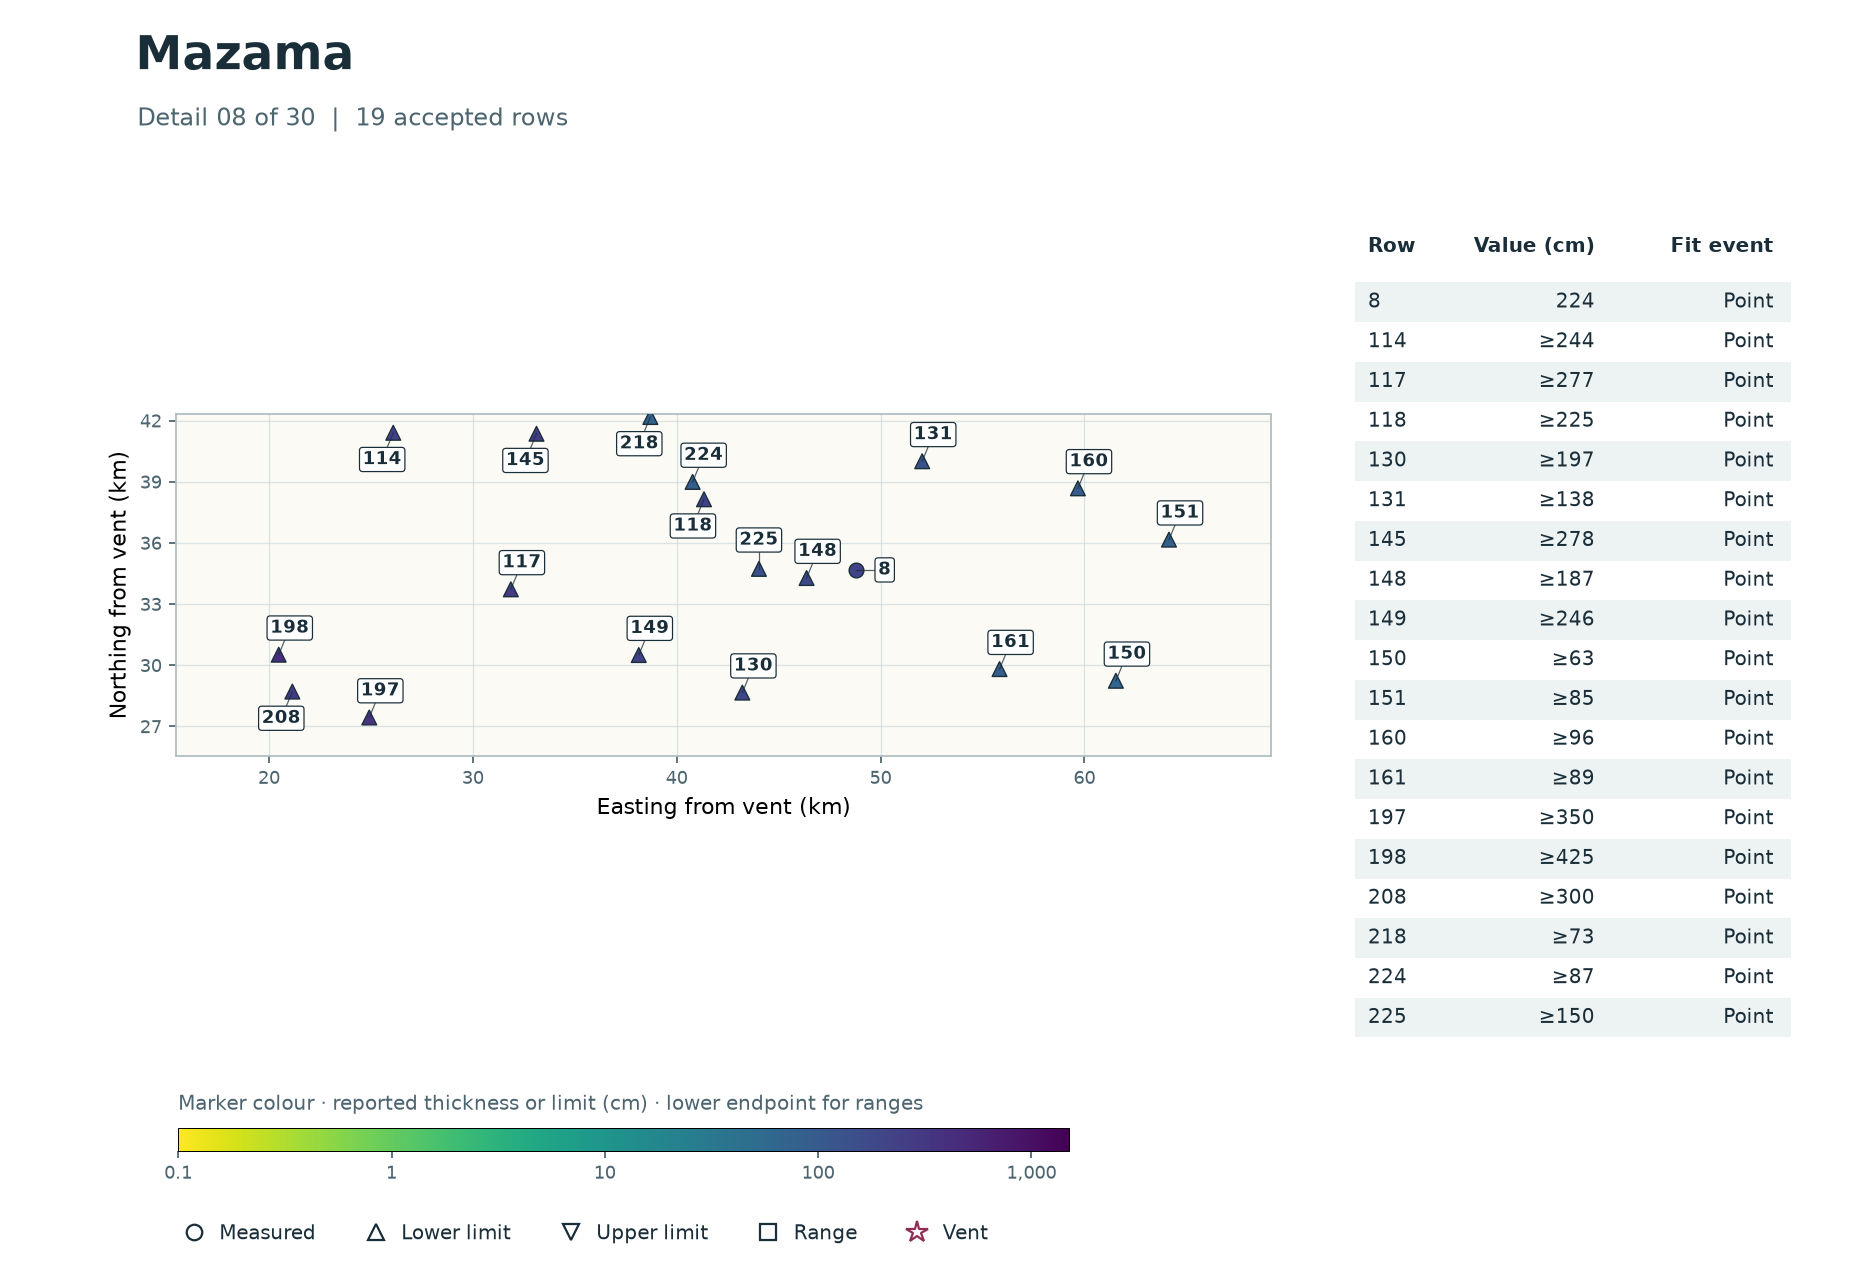 Mazama
Detail 08 of 30 | 19 accepted rows
Row Value (cm) Fit event
8 224 Point
114 ≥244 Point
117 ≥277 Point
118 ≥225 Point
130 ≥197 Point
131 ≥138 Point
145 ≥278 Point
148 ≥187 Point
149 ≥246 Point
150 ≥63 Point
151 ≥85 Point
160 ≥96 Point
161 ≥89 Point
197 ≥350 Point
198 ≥425 Point
208 ≥300 Point
218 ≥73 Point
224 ≥87 Point
225 ≥150 Point
Northing from vent (km)
42
39
36
33
30
27
131
218
224
114
145
160
151
118
225
148
117
8
198
149
161
150
130
197
208
20 30 40 50 60
Easting from vent (km)
Marker colour · reported thickness or limit (cm) · lower endpoint for ranges
0.1 1 10 100 1,000
Measured Lower limit Upper limit Range Vent